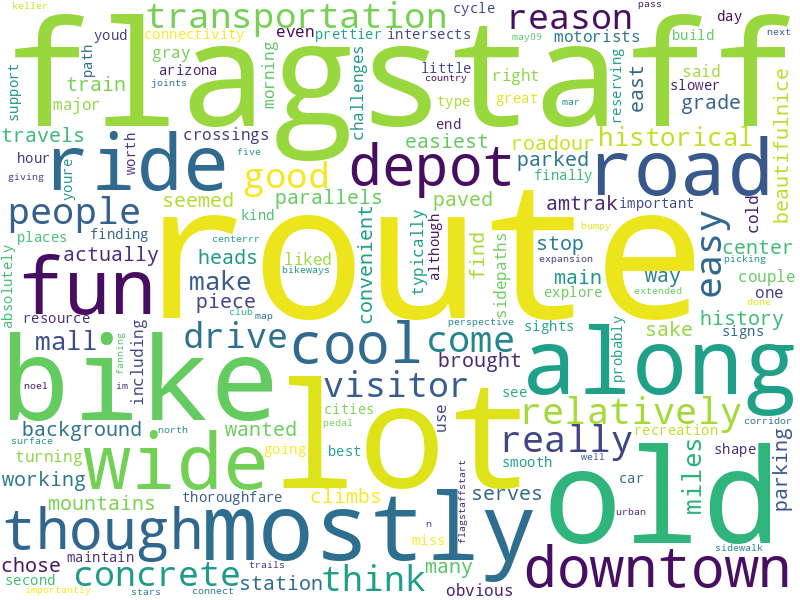 keller
transportation
cycle
pass
reason
flagstaff
youd
connectivity
even
prettier
intersects
may09
motorists
day
next
build
gray
morning
arizona
joints
path
support
train
major
challenges
little
country
right
type
great
mar
reserving
east
said
slower
grade
travels
crossings
hour
worth
five
end
easiest
roadour
historical
beautifulnice
giving
youre
ride
good
depot
parked
finally
road
people
seemed
kind
parallels
paved
amtrak
important
cold
places
finding
centerrr
bumpy
actually
heads
liked
bikeways
convenient
typically
although
find
sidepaths
stop
expansion
main
way
easy
center
picking
couple
absolutely
fun
route
make
piece
resource
club
map
explore
extended
one
done
perspective
sights
sake
history
signs
mall
including
fanning
drive
cool
come
brought
probably
along
noel
im
bike
visitor
cities
pedal
use
see
relatively
recreation
corridor
background
surface
north
wanted
going
best
lot
really
smooth
well
car
shape
parking
turning
working
wide
mountains
thoroughfare
climbs
serves
miles
urban
old
though
mostly
n
miss
flagstaffstart
sidewalk
chose
maintain
trails
many
downtown
second
concrete
station
think
obvious
importantly
stars
connect